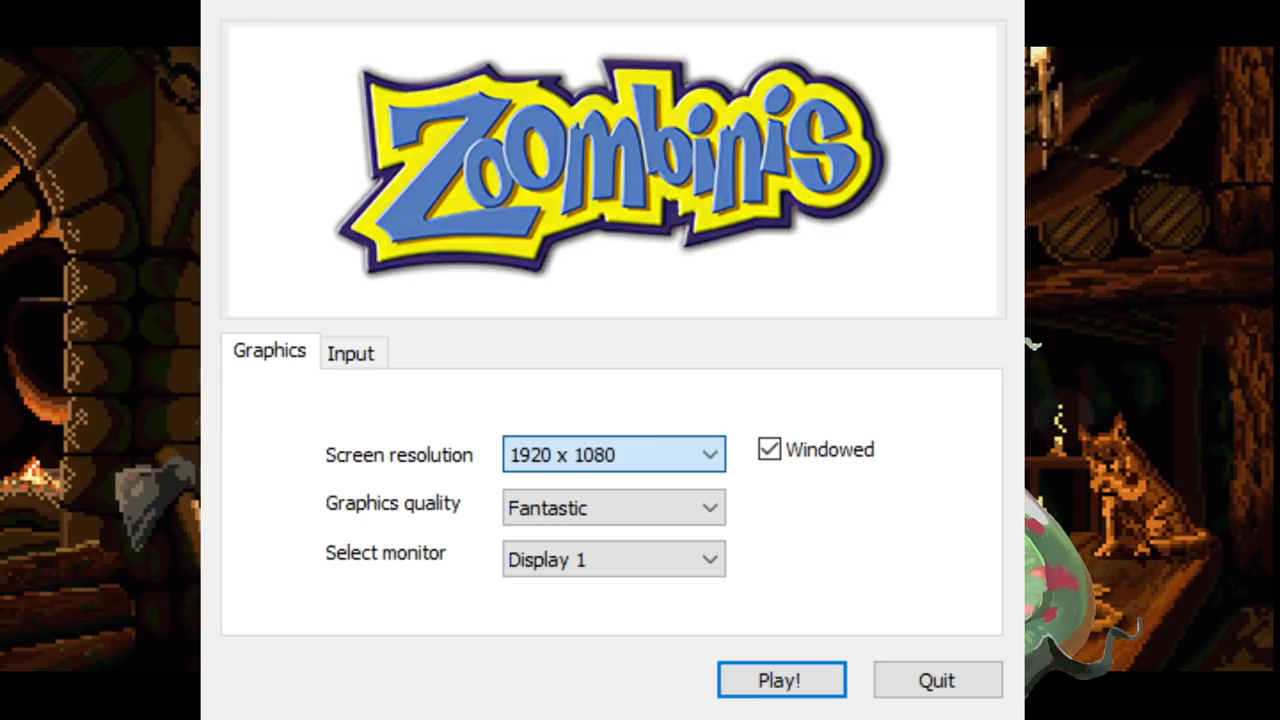 Zoombinis
Graphics
Input
Screen resolution
1920 x 1080
Windowed
Graphics quality
Fantastic
Select monitor
Display 1
Play!
Quit